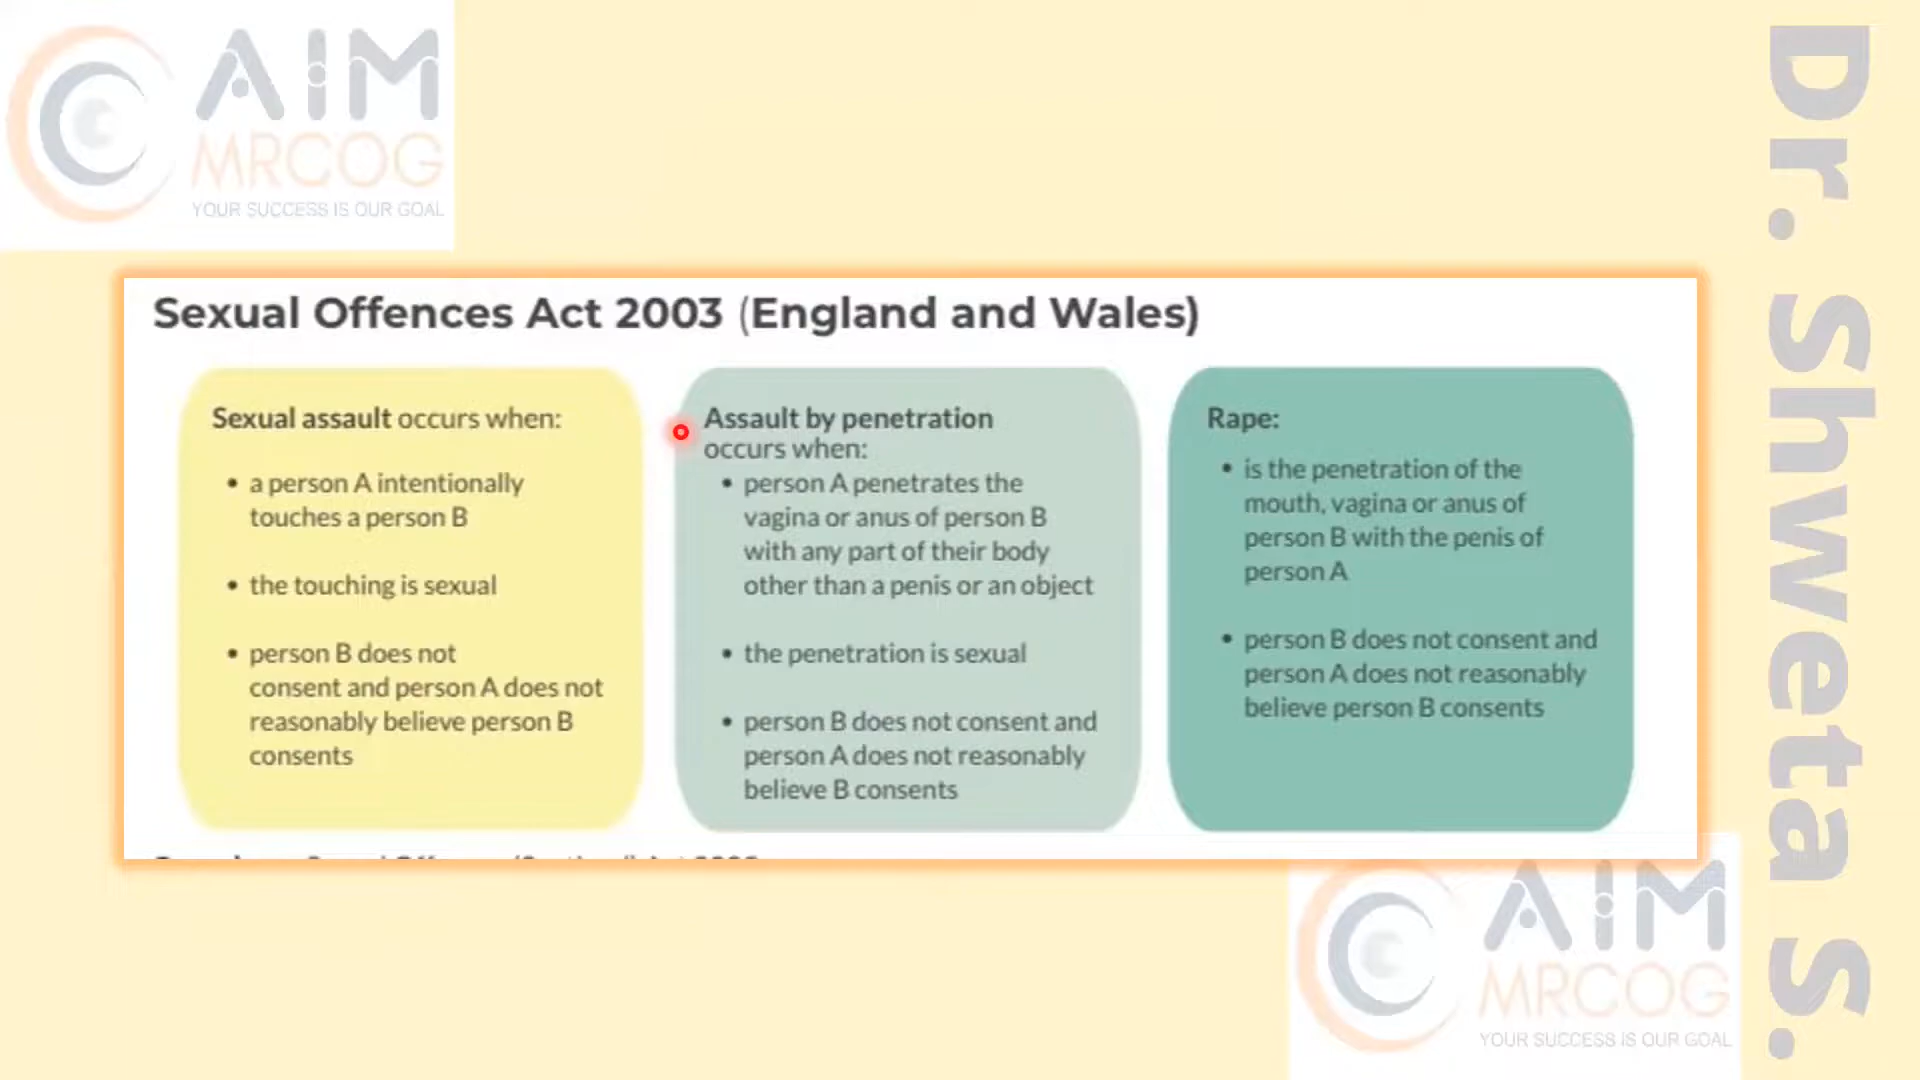 AIM
MRCOG
YOUR SUCCESS IS OUR GOAL
Dr. Shweta S.
Sexual Offences Act 2003 (England and Wales)
Sexual assault occurs when:
• a person A intentionally
touches a person B
• the touching is sexual
• person B does not
consent and person A does not
reasonably believe person B
consents
Assault by penetration
occurs when:
• person A penetrates the
vagina or anus of person B
with any part of their body
other than a penis or an object
• the penetration is sexual
• person B does not consent and
person A does not reasonably
believe B consents
Rape:
• is the penetration of the
mouth, vagina or anus of
person B with the penis of
person A
• person B does not consent and
person A does not reasonably
believe person B consents
AIM
MRCOG
YOUR SUCCESS IS OUR GOAL